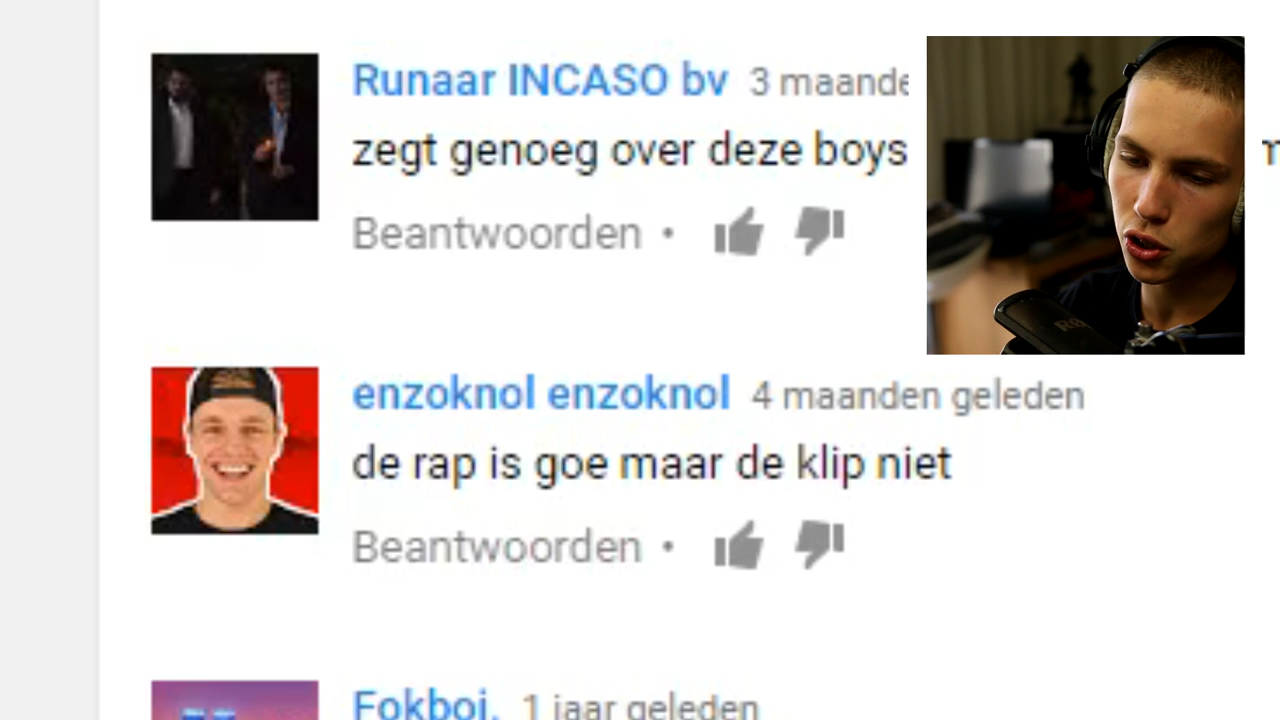 Runaar INCASO bv 3 maande
zegt genoeg over deze boys
Beantwoorden •
enzoknol enzoknol 4 maanden geleden
de rap is goe maar de klip niet
Beantwoorden •
Fokboi. 1 jaar geleden